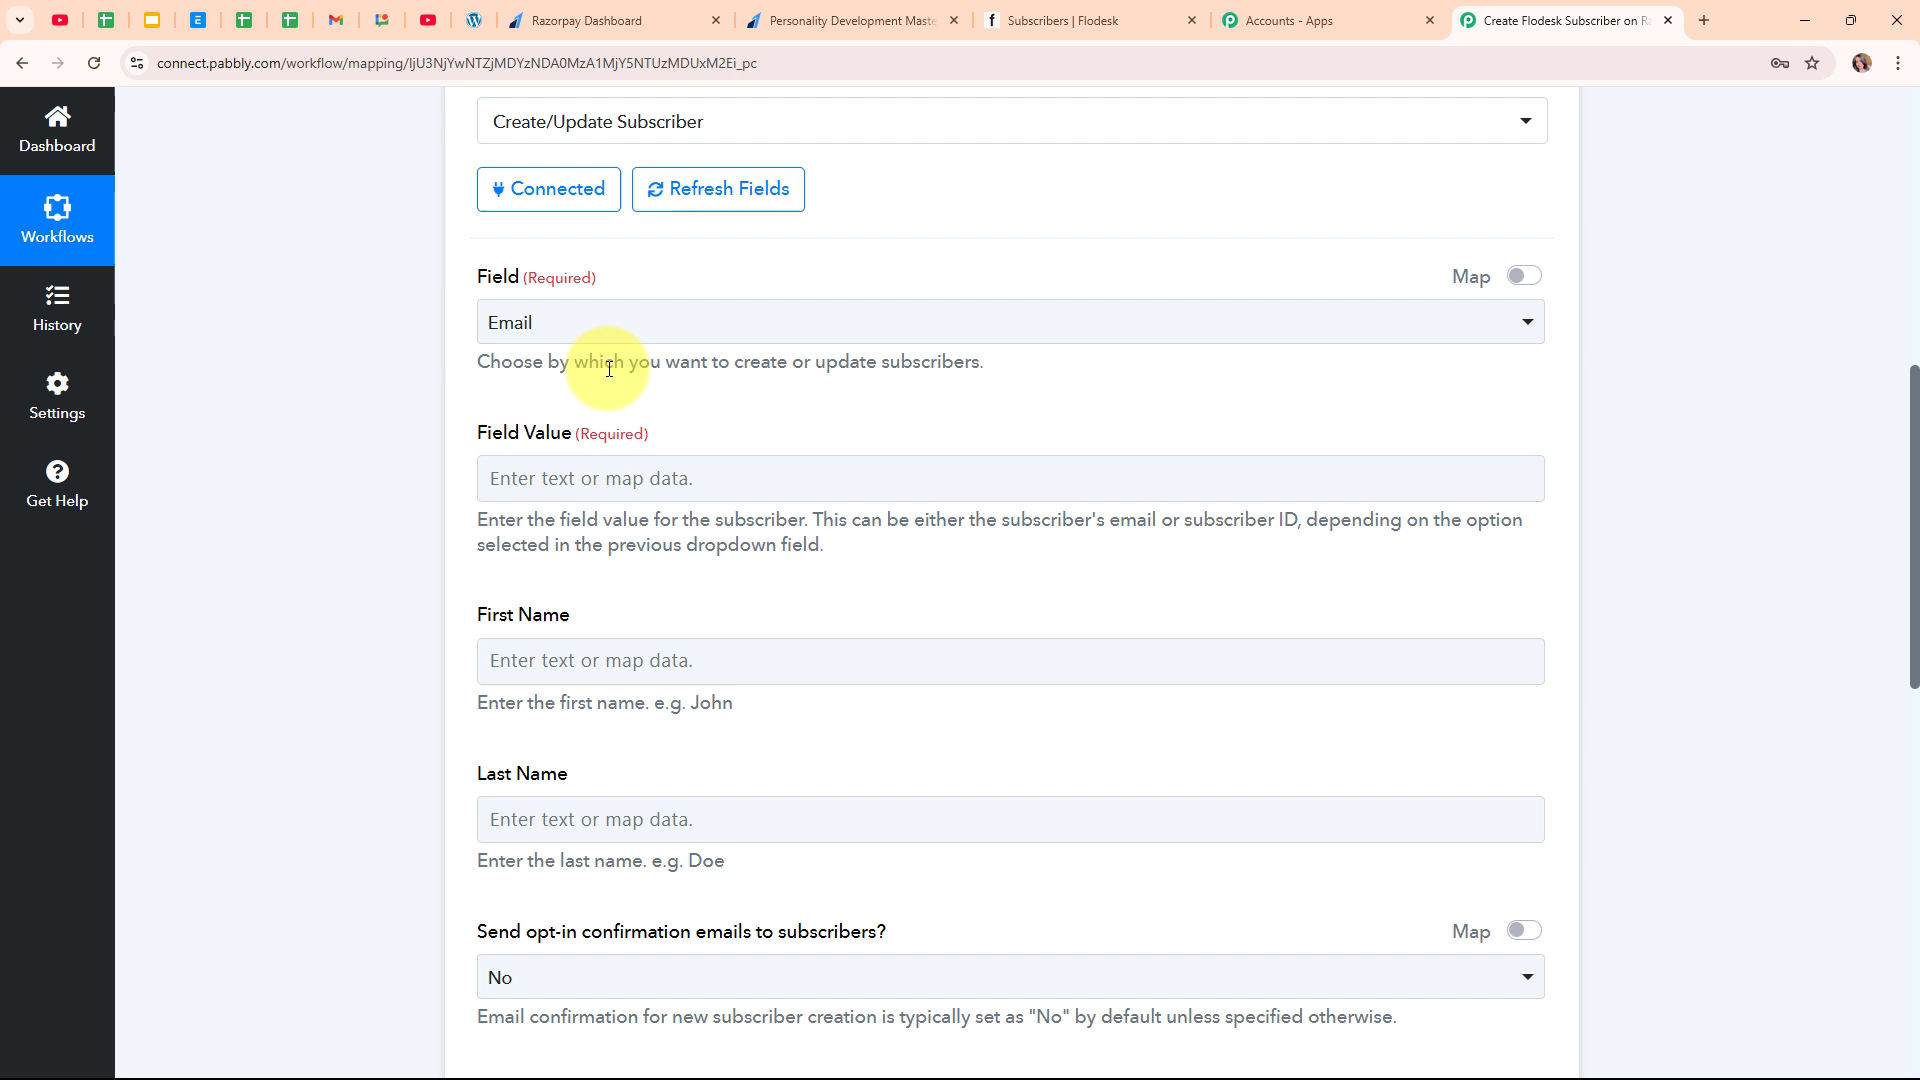 Razorpay Dashboard
Personality Development Maste
Subscribers | Flodesk
Accounts - Apps
Create Flodesk Subscriber on R
connect.pabbly.com/workflow/mapping/IjU3NjYwNTZjMDYzNDA0MzA1MjY5NTUzMDUxM2Ei_pc
Dashboard
Workflows
History
Settings
Get Help
Create/Update Subscriber
Connected
Refresh Fields
Field (Required)
Map
Email
Choose by which you want to create or update subscribers.
Field Value (Required)
Enter text or map data.
Enter the field value for the subscriber. This can be either the subscriber's email or subscriber ID, depending on the option
selected in the previous dropdown field.
First Name
Enter text or map data.
Enter the first name. e.g. John
Last Name
Enter text or map data.
Enter the last name. e.g. Doe
Send opt-in confirmation emails to subscribers?
Map
No
Email confirmation for new subscriber creation is typically set as "No" by default unless specified otherwise.